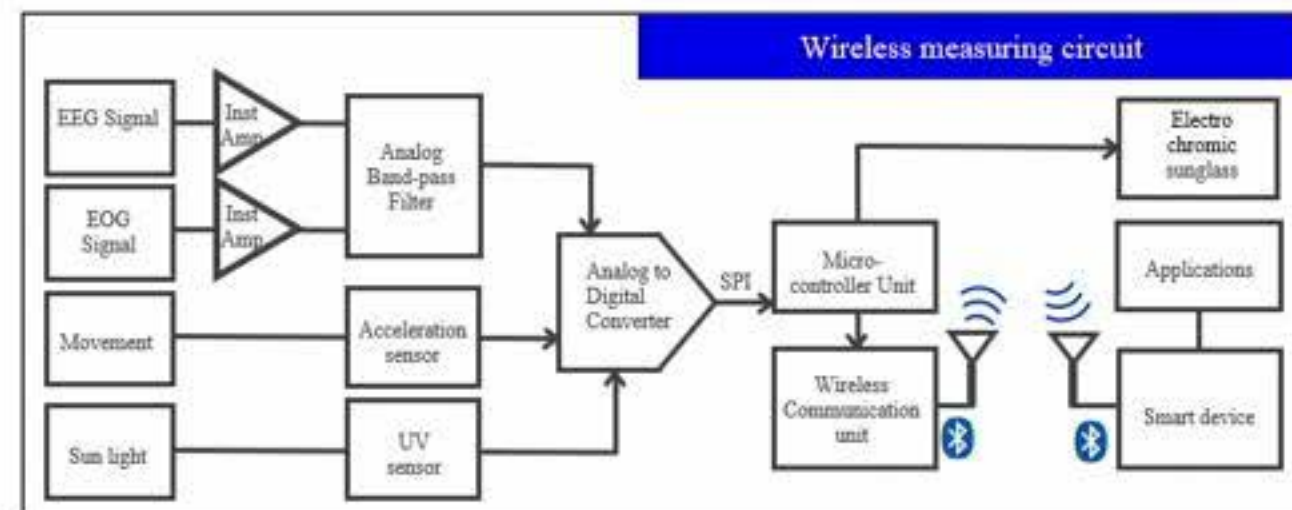 Wireless measuring circuit
EEG Signal
Inst
Amp
Analog
Band-pass
Filter
Electro
chromic
sunglass
EOG
Signal
Inst
Amp
Analog to
Digital
Converter
SPI
Micro-
controller Unit
Applications
Movement
Acceleration
sensor
Wireless
Communication
unit
Smart device
Sun light
UV
sensor